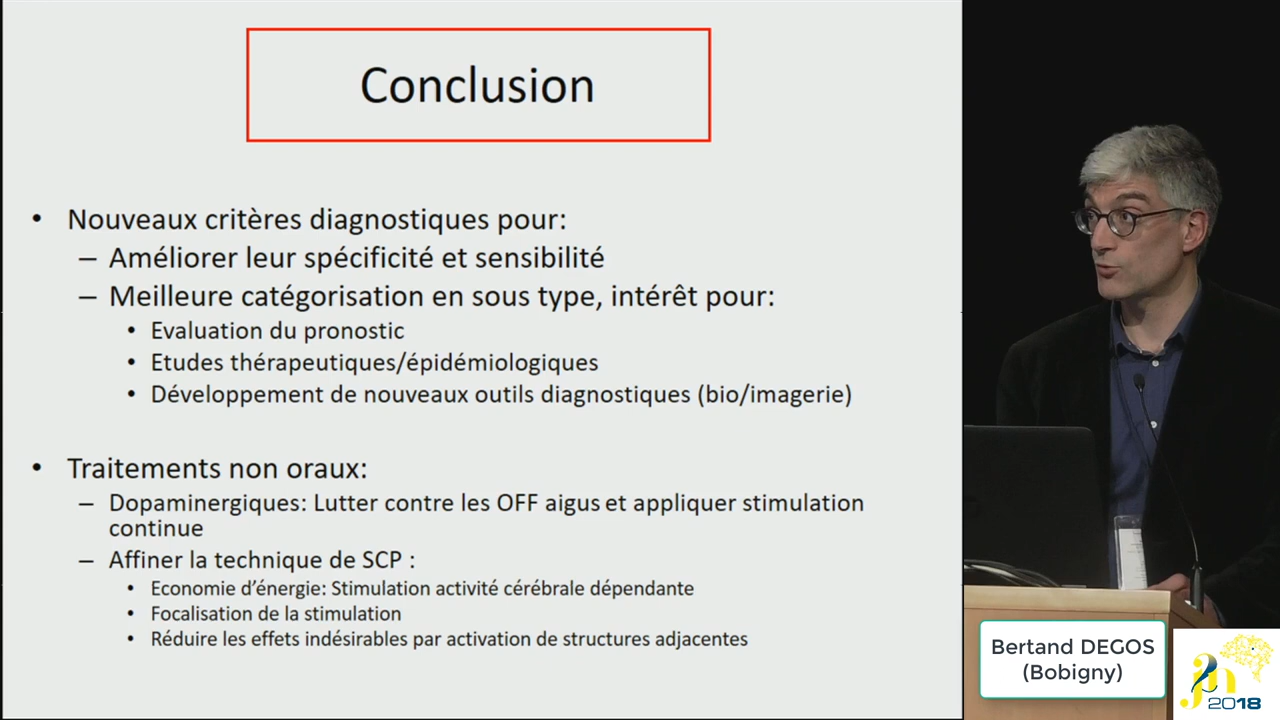 Conclusion
• Nouveaux critères diagnostiques pour:
– Améliorer leur spécificité et sensibilité
– Meilleure catégorisation en sous type, intérêt pour:
• Evaluation du pronostic
• Etudes thérapeutiques/épidémiologiques
• Développement de nouveaux outils diagnostiques (bio/imagerie)
• Traitements non oraux:
– Dopaminergiques: Lutter contre les OFF aigus et appliquer stimulation
continue
– Affiner la technique de SCP :
• Economie d’énergie: Stimulation activité cérébrale dépendante
• Focalisation de la stimulation
• Réduire les effets indésirables par activation de structures adjacentes
Bertand DEGOS
(Bobigny)
2018